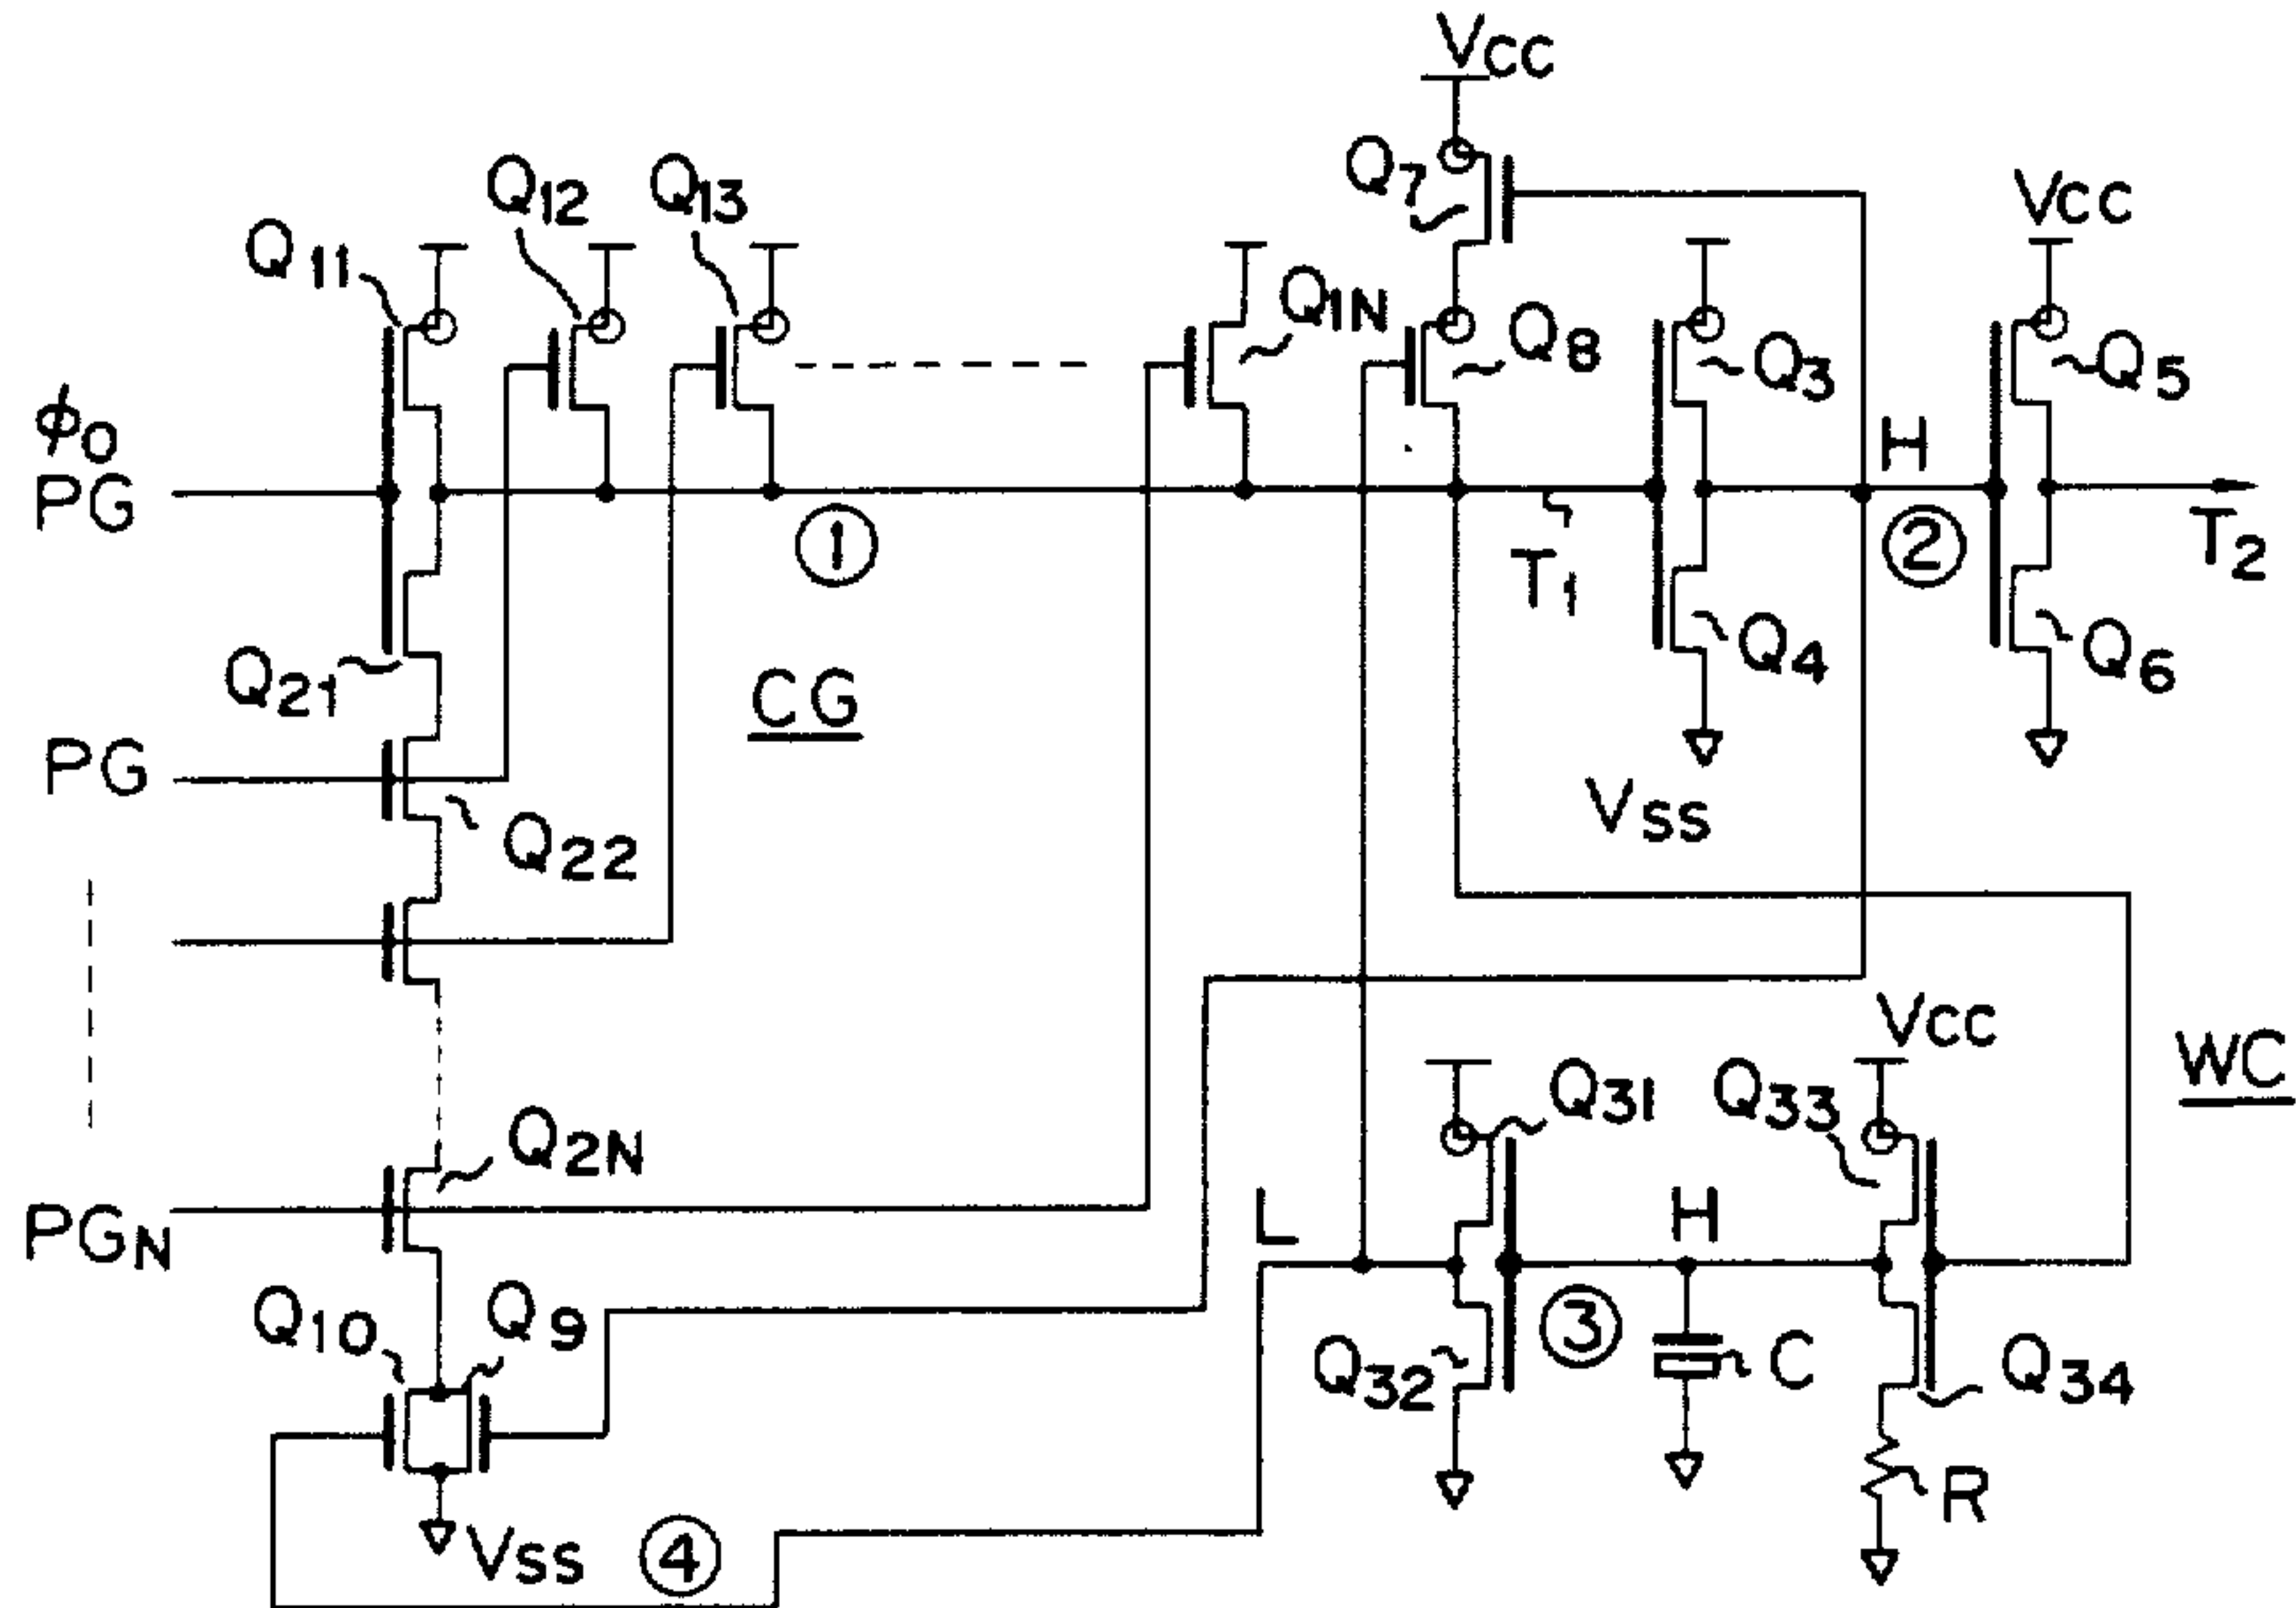 VCC
Q7
Q12
Q13
VCC
Q11
Q1N
Q8
Q3
Q5
ϕ0
PG
H
①
T1
②
T2
Q21
CG
Q4
Q6
PG
VSS
Q22
VCC
WC
Q31
Q33
Q2N
PGN
L
H
Q10
Q9
Q32
③
C
Q34
R
VSS
④